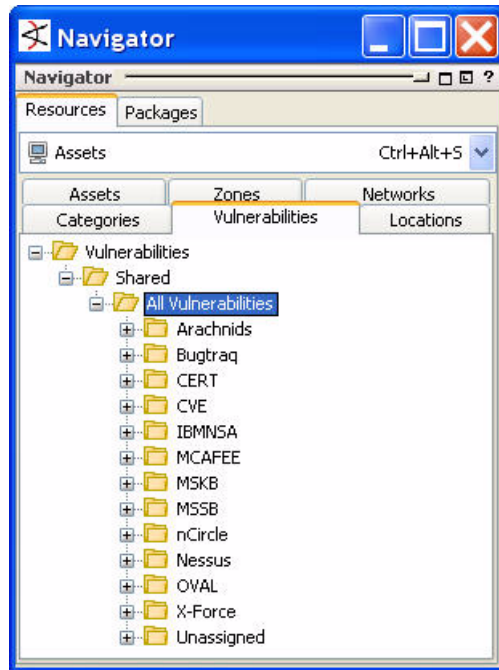 Navigator
Navigator ?
Resources Packages
Assets Ctrl+Alt+S
Assets Zones Networks
Categories Vulnerabilities Locations
Vulnerabilities
Shared
All Vulnerabilities
Arachnids
Bugtraq
CERT
CVE
IBMNSA
MCAFEE
MSKB
MSSB
nCircle
Nessus
OVAL
X-Force
Unassigned